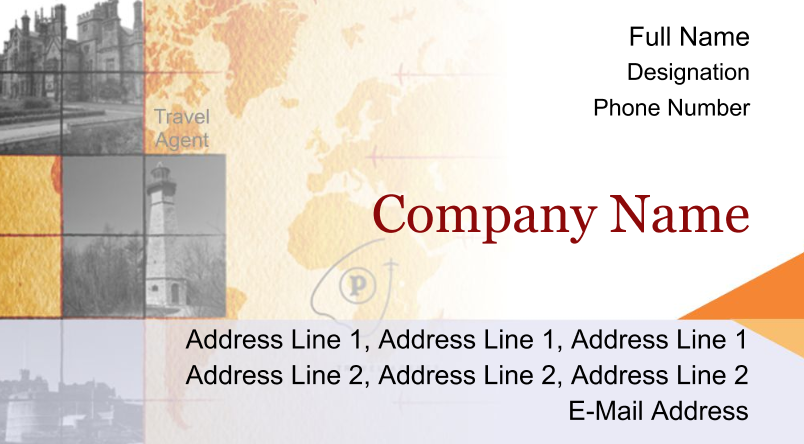 Full Name
Designation
Phone Number
Travel
Agent
Company Name
P
Address Line 1, Address Line 1, Address Line 1
Address Line 2, Address Line 2, Address Line 2
E-Mail Address